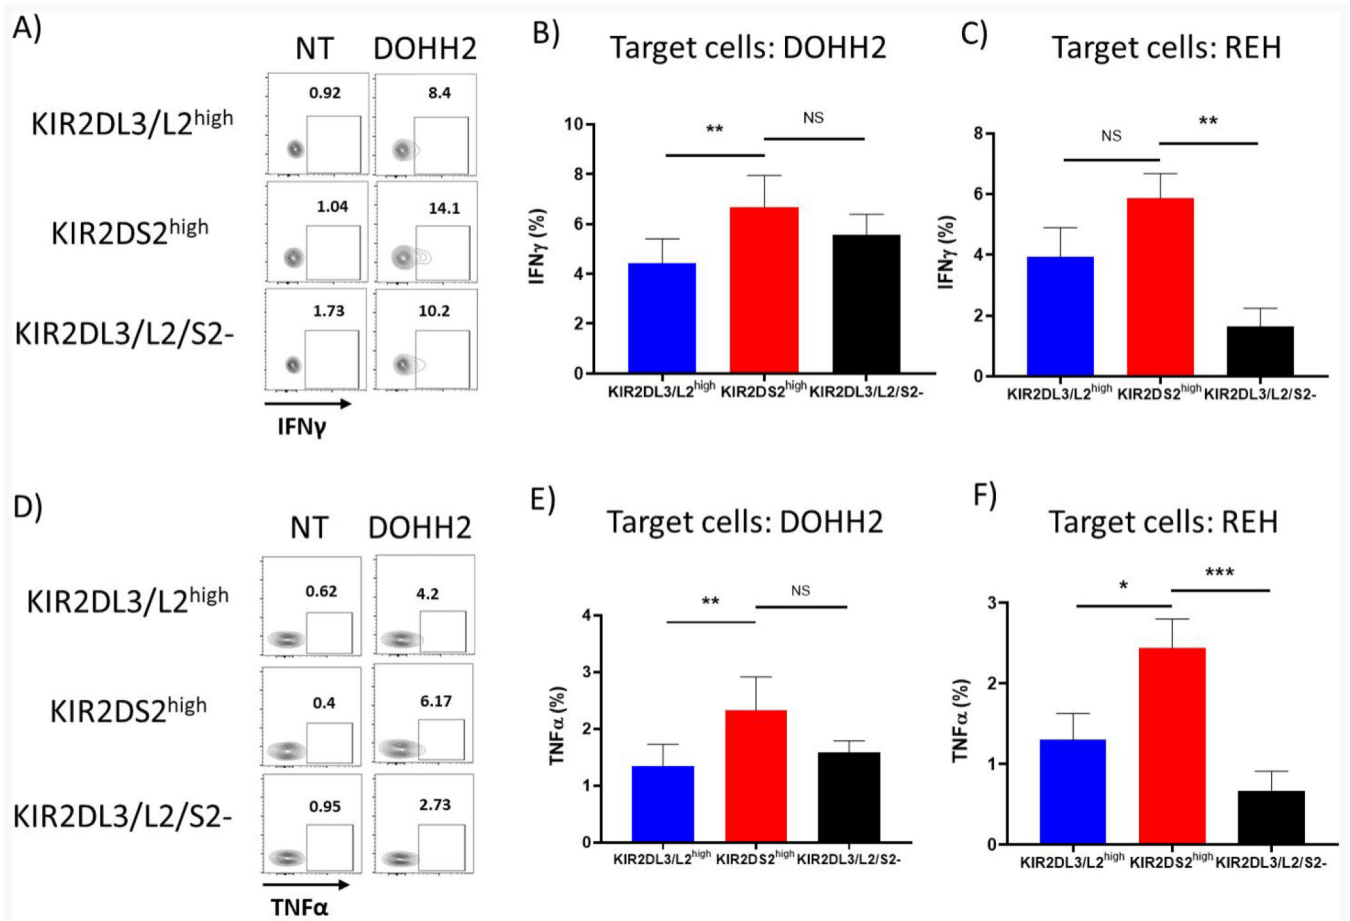 A)
NT DOHH2
KIR2DL3/L2high 0.92 8.4
KIR2DShigh 1.04 14.1
KIR2DL3/L2/S2- 1.73 10.2
IFNγ
B)
Target cells: DOHH2
** NS
IFNγ (%)
10
8
6
4
2
0
KIR2DL3/L2high KIR2DS2high KIR2DL3/L2/S2-
C)
Target cells: REH
NS **
IFNγ (%)
8
6
4
2
0
KIR2DL3/L2high KIR2DS2high KIR2DL3/L2/S2-
D)
NT DOHH2
KIR2DL3/L2high 0.62 4.2
KIR2DS2high 0.4 6.17
KIR2DL3/L2/S2- 0.95 2.73
TNFα
E)
Target cells: DOHH2
** NS
TNFα (%)
4
3
2
1
0
KIR2DL3/L2high KIR2DS2high KIR2DL3/L2/S2-
F)
Target cells: REH
* ***
TNFα (%)
3
2
1
0
KIR2DL3/L2high KIR2DS2high KIR2DL3/L2/S2-